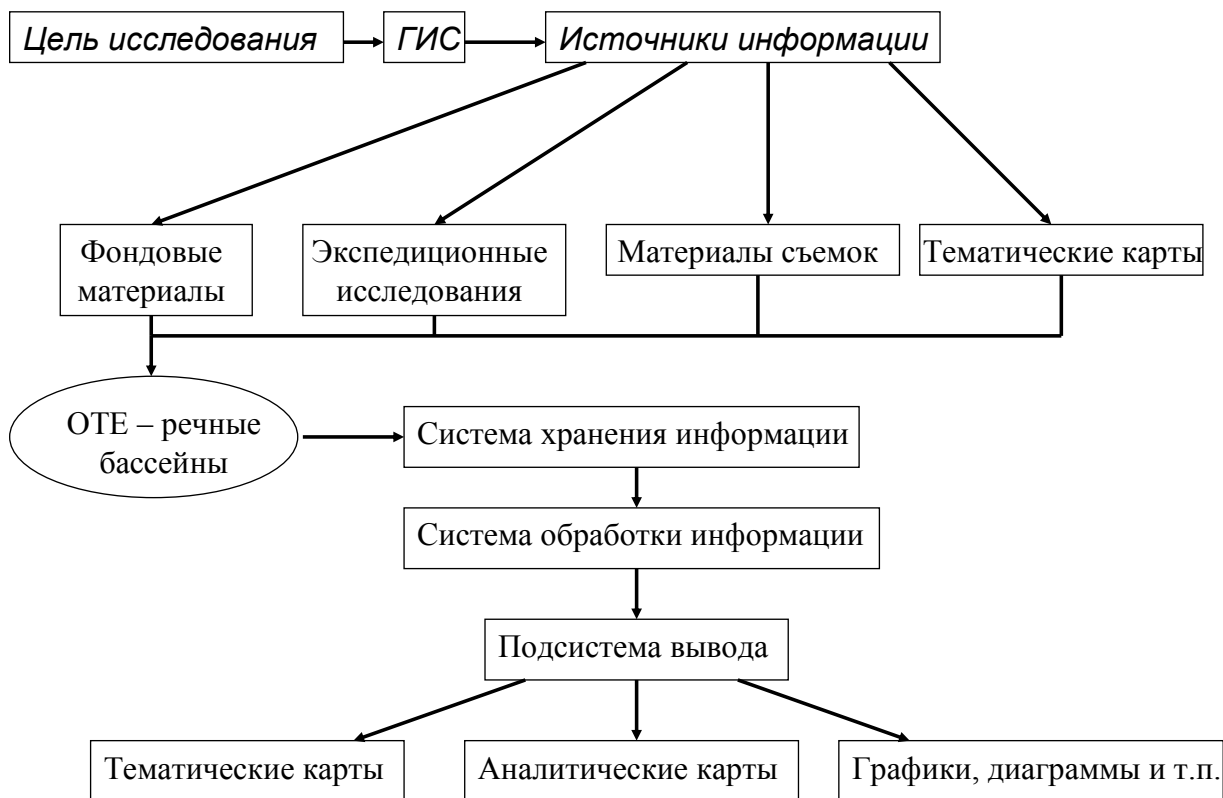 Цель исследования
ГИС
Источники информации
Фондовые
материалы
Экспедиционные
исследования
Материалы съемок
Тематические карты
ОТЕ – речные
бассейны
Система хранения информации
Система обработки информации
Подсистема вывода
Тематические карты
Аналитические карты
Графики, диаграммы и т.п.